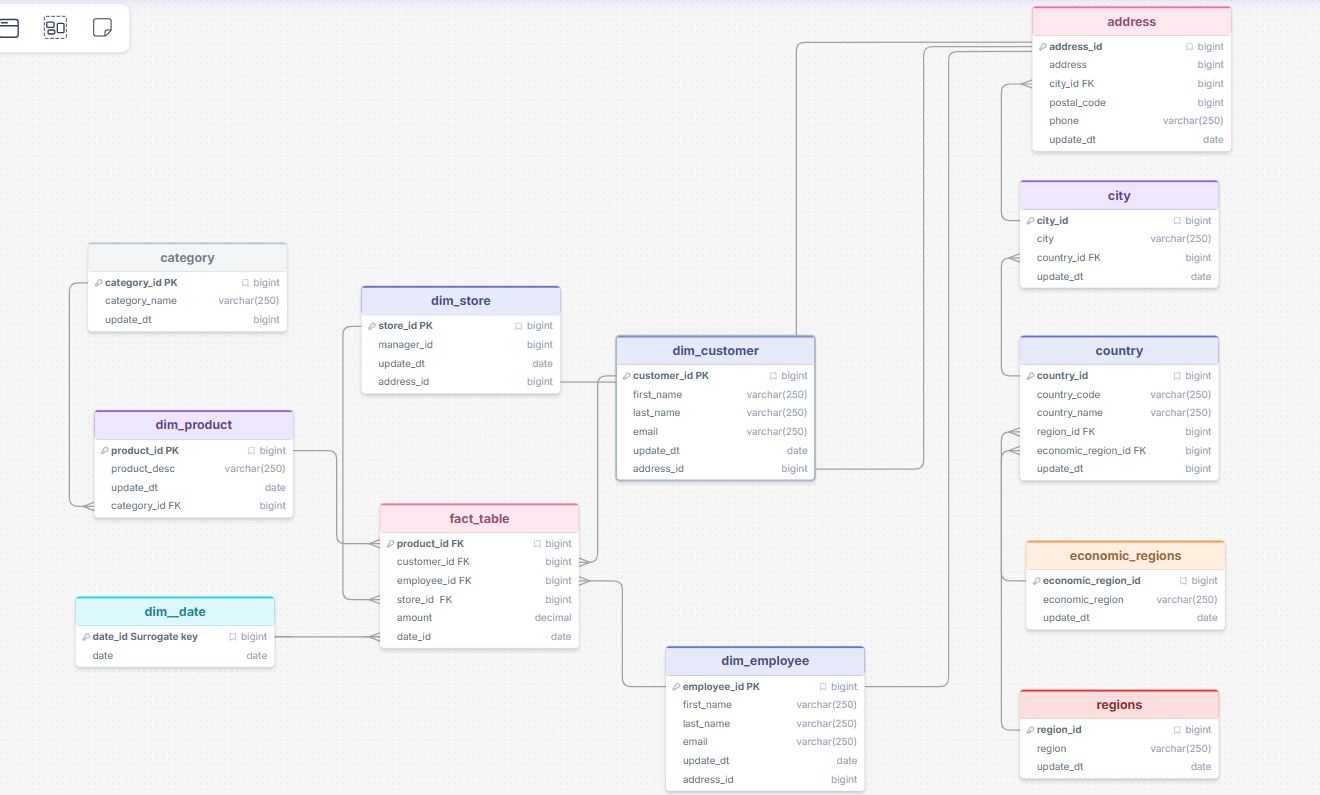 address
address_id bigint
address bigint
city_id FK bigint
postal_code bigint
phone varchar(250)
update_dt date
city
city_id bigint
city varchar(250)
country_id FK bigint
update_dt date
category
category_id PK bigint
category_name varchar(250)
update_dt bigint
dim_store
store_id PK bigint
manager_id bigint
update_dt date
address_id bigint
dim_customer
customer_id PK bigint
first_name varchar(250)
last_name varchar(250)
email varchar(250)
update_dt date
address_id bigint
country
country_id bigint
country_code varchar(250)
country_name varchar(250)
region_id FK bigint
economic_region_id FK bigint
update_dt bigint
dim_product
product_id PK bigint
product_desc varchar(250)
update_dt date
category_id FK bigint
fact_table
product_id FK bigint
customer_id FK bigint
employee_id FK bigint
store_id FK bigint
amount decimal
date_id date
economic_regions
economic_region_id bigint
economic_region varchar(250)
update_dt date
dim__date
date_id Surrogate key bigint
date date
dim_employee
employee_id PK bigint
first_name varchar(250)
last_name varchar(250)
email varchar(250)
update_dt date
address_id bigint
regions
region_id bigint
region varchar(250)
update_dt date